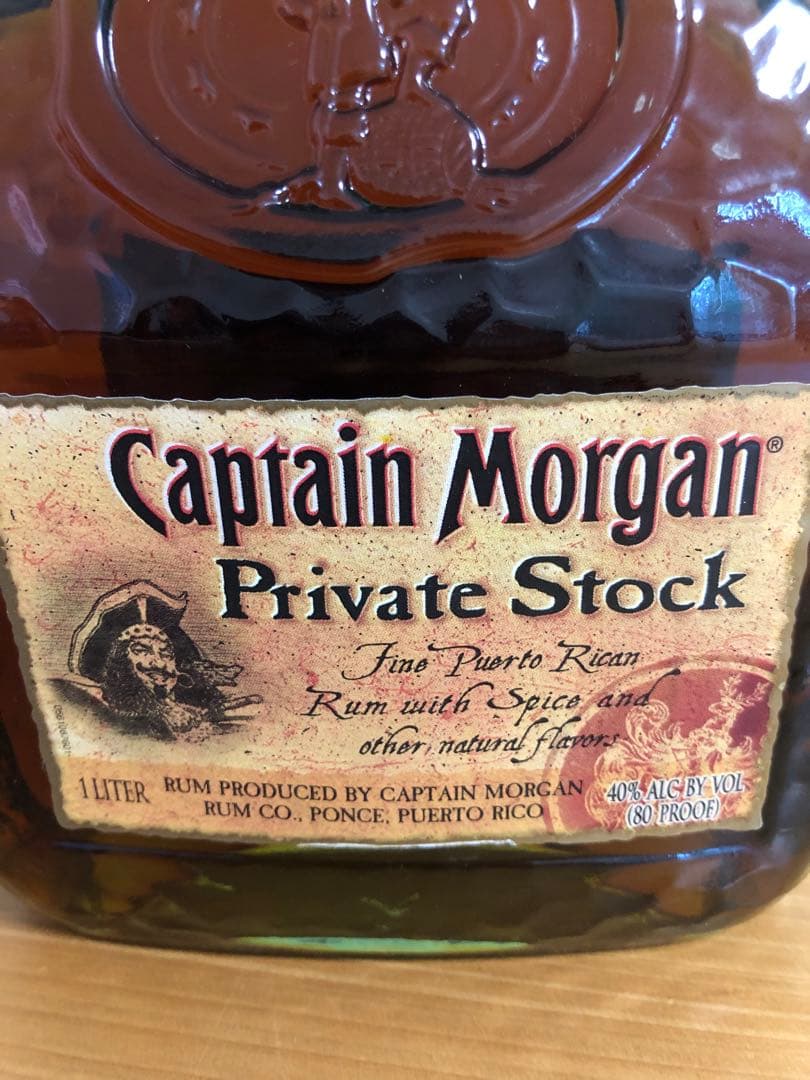 Captain Morgan®
Private Stock
Fine Puerto Rican
Rum with Spice and
other natural flavors
1 LITER
RUM PRODUCED BY CAPTAIN MORGAN
RUM CO., PONCE, PUERTO RICO
40% ALC BY VOL
(80 PROOF)